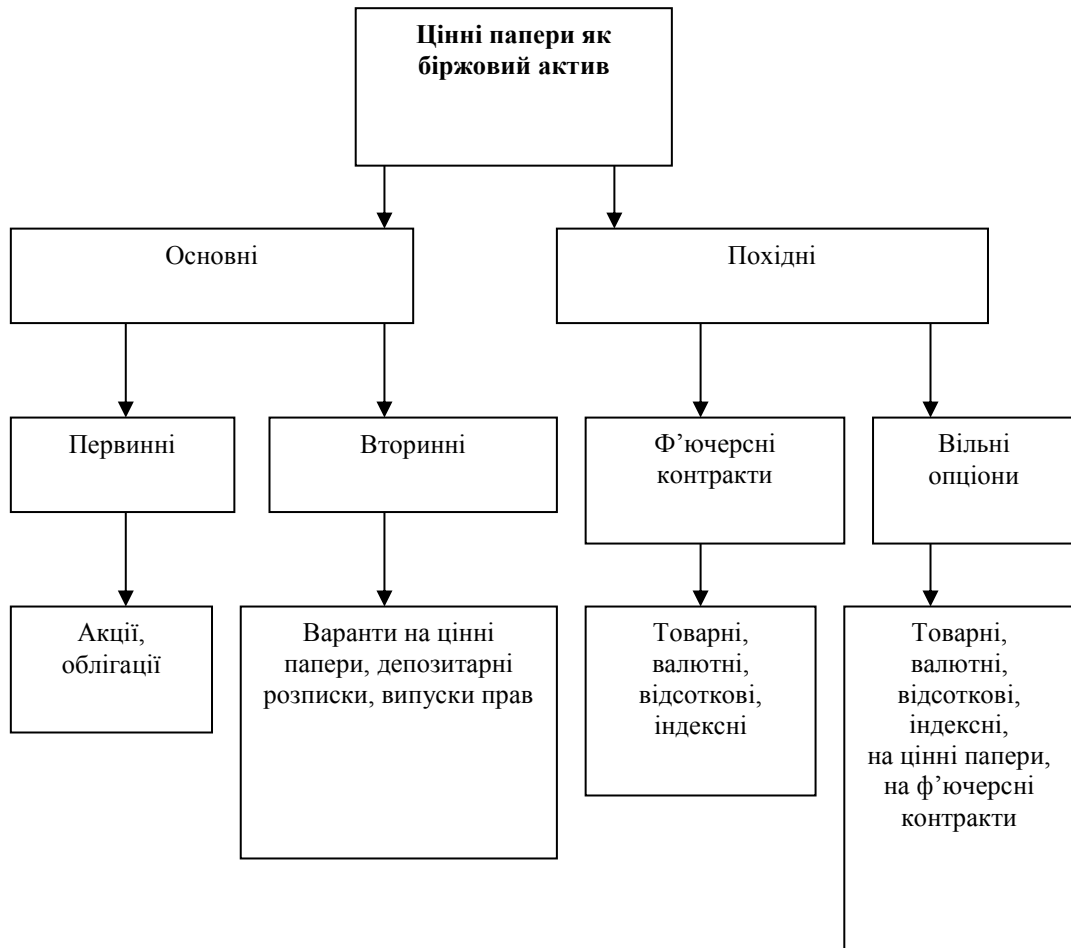 Цінні папери як
біржовий актив
Основні
Похідні
Первинні
Вторинні
Ф’ючерсні
контракти
Вільні
опціони
Акції,
облігації
Варанти на цінні
папери, депозитарні
розписки, випуски прав
Товарні,
валютні,
відсоткові,
індексні
Товарні,
валютні,
відсоткові,
індексні,
на цінні папери,
на ф’ючерсні
контракти